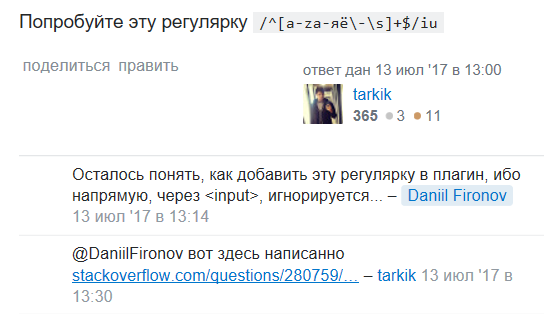 Попробуйте эту регулярку /^[a-zа-яё\-\s]+$/iu
поделиться править
ответ дан 13 июл '17 в 13:00
tarkik
365 3 11
Осталось понять, как добавить эту регулярку в плагин, ибо
напрямую, через <input>, игнорируется... – Daniil Fironov
13 июл '17 в 13:14
@DaniilFironov вот здесь написанно
stackoverflow.com/questions/280759/… – tarkik 13 июл '17 в
13:30